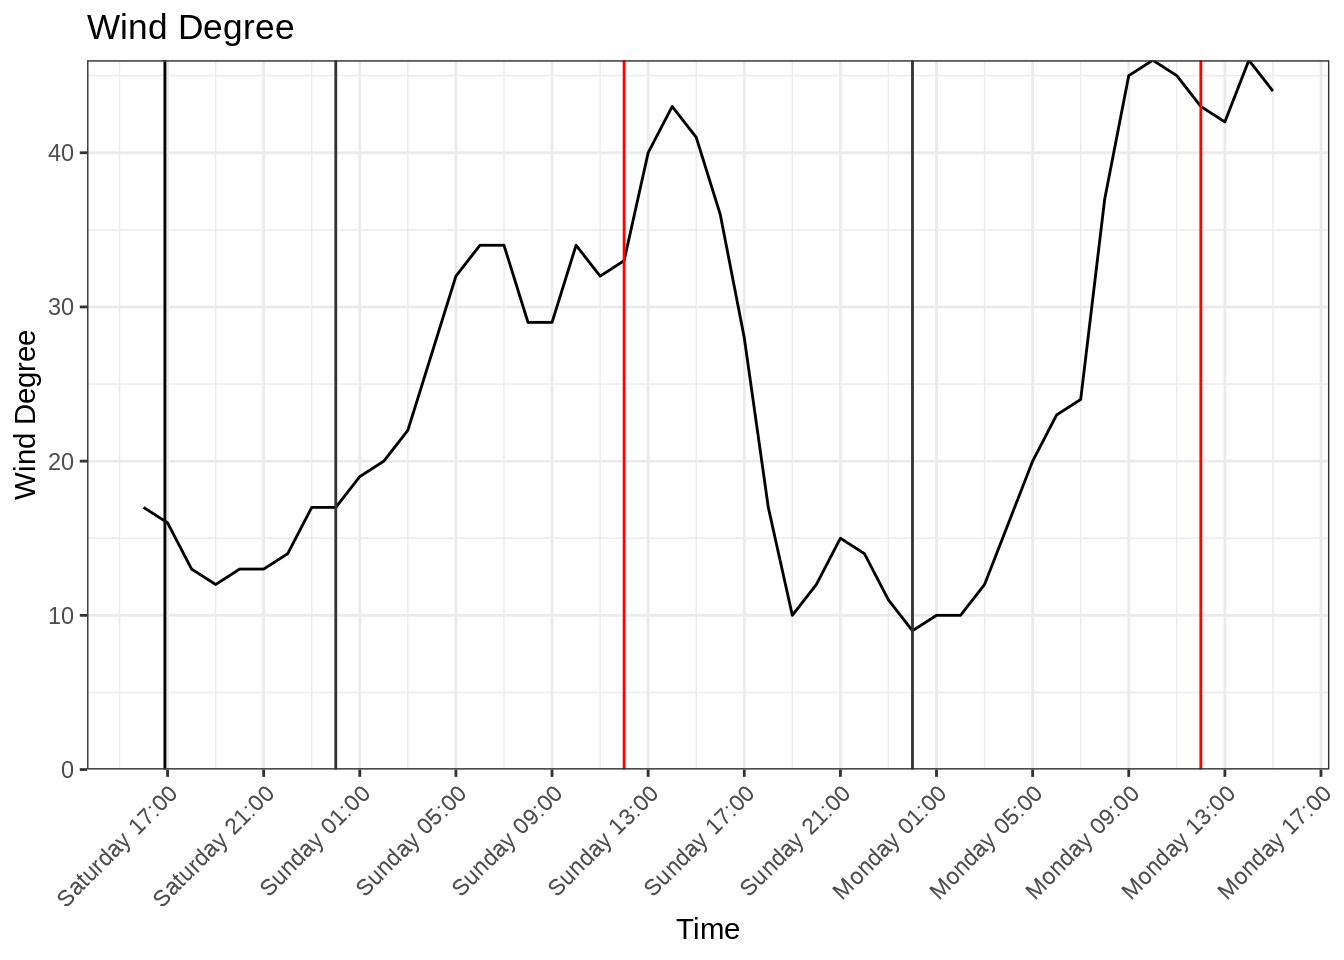 Wind Degree
Wind Degree
40
30
20
10
0
Saturday 17:00
Saturday 21:00
Sunday 01:00
Sunday 05:00
Sunday 09:00
Sunday 13:00
Sunday 17:00
Sunday 21:00
Monday 01:00
Monday 05:00
Monday 09:00
Monday 13:00
Monday 17:00
Time